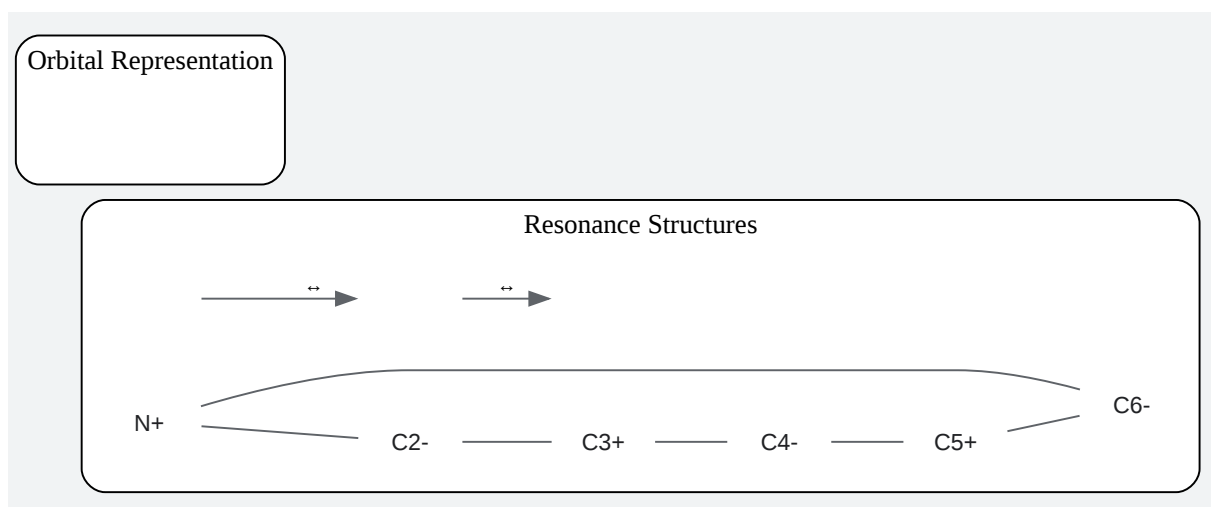 Orbital Representation
Resonance Structures
↔ ↔
N+ C2- C3+ C4- C5+ C6-